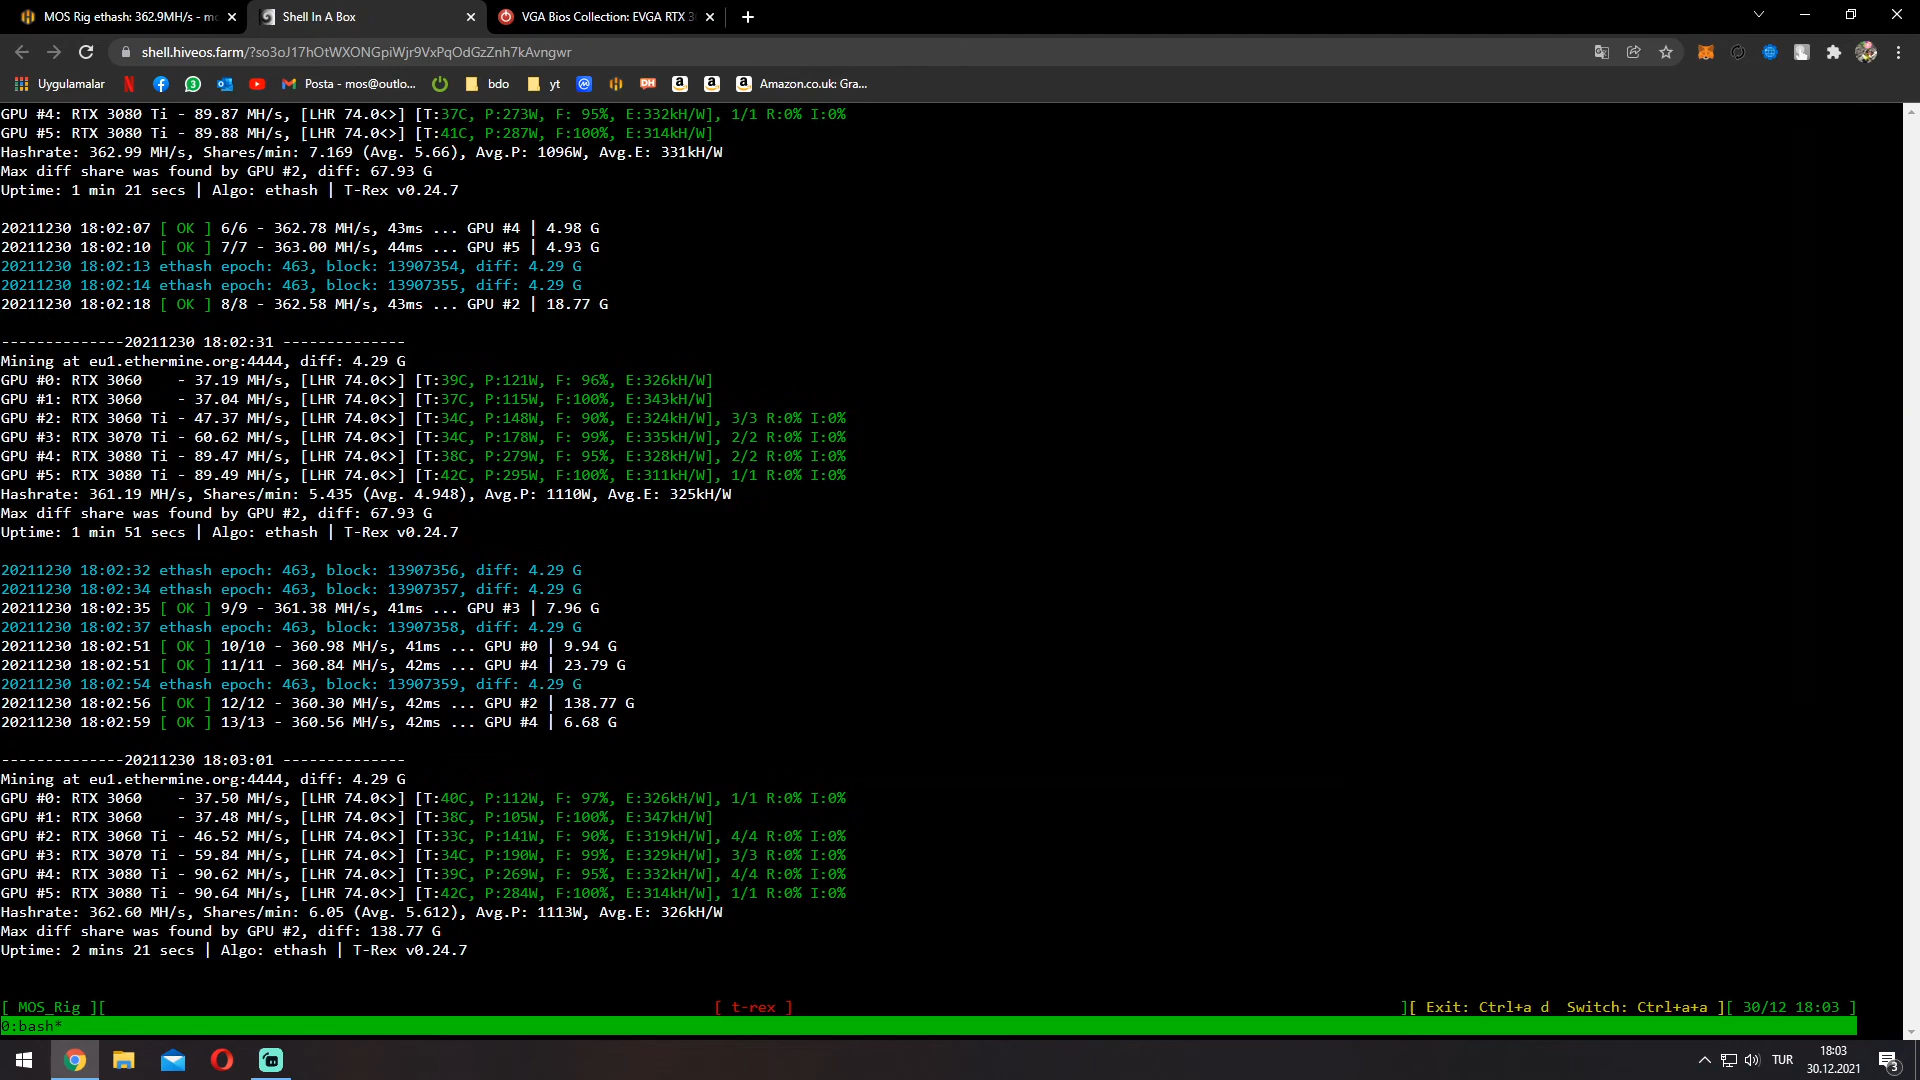 MOS Rig ethash: 362.9MH/s - mo
Shell In A Box
VGA Bios Collection: EVGA RTX 3
shell.hiveos.farm/?so3oJ17hOtWXONGpiWjr9VxPqOdGzZnh7kAvngwr
Uygulamalar
Posta - mos@outlo...
bdo
yt
Amazon.co.uk: Gra...
GPU #4: RTX 3080 Ti - 89.87 MH/s, [LHR 74.0<>] [T:37C, P:273W, F: 95%, E:332kH/W], 1/1 R:0% I:0%
GPU #5: RTX 3080 Ti - 89.88 MH/s, [LHR 74.0<>] [T:41C, P:287W, F:100%, E:314kH/W]
Hashrate: 362.99 MH/s, Shares/min: 7.169 (Avg. 5.66), Avg.P: 1096W, Avg.E: 331kH/W
Max diff share was found by GPU #2, diff: 67.93 G
Uptime: 1 min 21 secs | Algo: ethash | T-Rex v0.24.7
20211230 18:02:07 [ OK ] 6/6 - 362.78 MH/s, 43ms ... GPU #4 | 4.98 G
20211230 18:02:10 [ OK ] 7/7 - 363.00 MH/s, 44ms ... GPU #5 | 4.93 G
20211230 18:02:13 ethash epoch: 463, block: 13907354, diff: 4.29 G
20211230 18:02:14 ethash epoch: 463, block: 13907355, diff: 4.29 G
20211230 18:02:18 [ OK ] 8/8 - 362.58 MH/s, 43ms ... GPU #2 | 18.77 G
--------------20211230 18:02:31 --------------
Mining at eu1.ethermine.org:4444, diff: 4.29 G
GPU #0: RTX 3060    - 37.19 MH/s, [LHR 74.0<>] [T:39C, P:121W, F: 96%, E:326kH/W]
GPU #1: RTX 3060    - 37.04 MH/s, [LHR 74.0<>] [T:37C, P:115W, F:100%, E:343kH/W]
GPU #2: RTX 3060 Ti - 47.37 MH/s, [LHR 74.0<>] [T:34C, P:148W, F: 90%, E:324kH/W], 3/3 R:0% I:0%
GPU #3: RTX 3070 Ti - 60.62 MH/s, [LHR 74.0<>] [T:34C, P:178W, F: 99%, E:335kH/W], 2/2 R:0% I:0%
GPU #4: RTX 3080 Ti - 89.47 MH/s, [LHR 74.0<>] [T:38C, P:279W, F: 95%, E:328kH/W], 2/2 R:0% I:0%
GPU #5: RTX 3080 Ti - 89.49 MH/s, [LHR 74.0<>] [T:42C, P:295W, F:100%, E:311kH/W], 1/1 R:0% I:0%
Hashrate: 361.19 MH/s, Shares/min: 5.435 (Avg. 4.948), Avg.P: 1110W, Avg.E: 325kH/W
Max diff share was found by GPU #2, diff: 67.93 G
Uptime: 1 min 51 secs | Algo: ethash | T-Rex v0.24.7
20211230 18:02:32 ethash epoch: 463, block: 13907356, diff: 4.29 G
20211230 18:02:34 ethash epoch: 463, block: 13907357, diff: 4.29 G
20211230 18:02:35 [ OK ] 9/9 - 361.38 MH/s, 41ms ... GPU #3 | 7.96 G
20211230 18:02:37 ethash epoch: 463, block: 13907358, diff: 4.29 G
20211230 18:02:51 [ OK ] 10/10 - 360.98 MH/s, 41ms ... GPU #0 | 9.94 G
20211230 18:02:51 [ OK ] 11/11 - 360.84 MH/s, 42ms ... GPU #4 | 23.79 G
20211230 18:02:54 ethash epoch: 463, block: 13907359, diff: 4.29 G
20211230 18:02:56 [ OK ] 12/12 - 360.30 MH/s, 42ms ... GPU #2 | 138.77 G
20211230 18:02:59 [ OK ] 13/13 - 360.56 MH/s, 42ms ... GPU #4 | 6.68 G
--------------20211230 18:03:01 --------------
Mining at eu1.ethermine.org:4444, diff: 4.29 G
GPU #0: RTX 3060    - 37.50 MH/s, [LHR 74.0<>] [T:40C, P:112W, F: 97%, E:326kH/W], 1/1 R:0% I:0%
GPU #1: RTX 3060    - 37.48 MH/s, [LHR 74.0<>] [T:38C, P:105W, F:100%, E:347kH/W]
GPU #2: RTX 3060 Ti - 46.52 MH/s, [LHR 74.0<>] [T:33C, P:141W, F: 90%, E:319kH/W], 4/4 R:0% I:0%
GPU #3: RTX 3070 Ti - 59.84 MH/s, [LHR 74.0<>] [T:34C, P:190W, F: 99%, E:329kH/W], 3/3 R:0% I:0%
GPU #4: RTX 3080 Ti - 90.62 MH/s, [LHR 74.0<>] [T:39C, P:269W, F: 95%, E:332kH/W], 4/4 R:0% I:0%
GPU #5: RTX 3080 Ti - 90.64 MH/s, [LHR 74.0<>] [T:42C, P:284W, F:100%, E:314kH/W], 1/1 R:0% I:0%
Hashrate: 362.60 MH/s, Shares/min: 6.05 (Avg. 5.612), Avg.P: 1113W, Avg.E: 326kH/W
Max diff share was found by GPU #2, diff: 138.77 G
Uptime: 2 mins 21 secs | Algo: ethash | T-Rex v0.24.7
[ MOS_Rig ][ [ t-rex ] ][ Exit: Ctrl+a d  Switch: Ctrl+a+a ][ 30/12 18:03 ]
0:bash*
TUR
18:03
30.12.2021
3